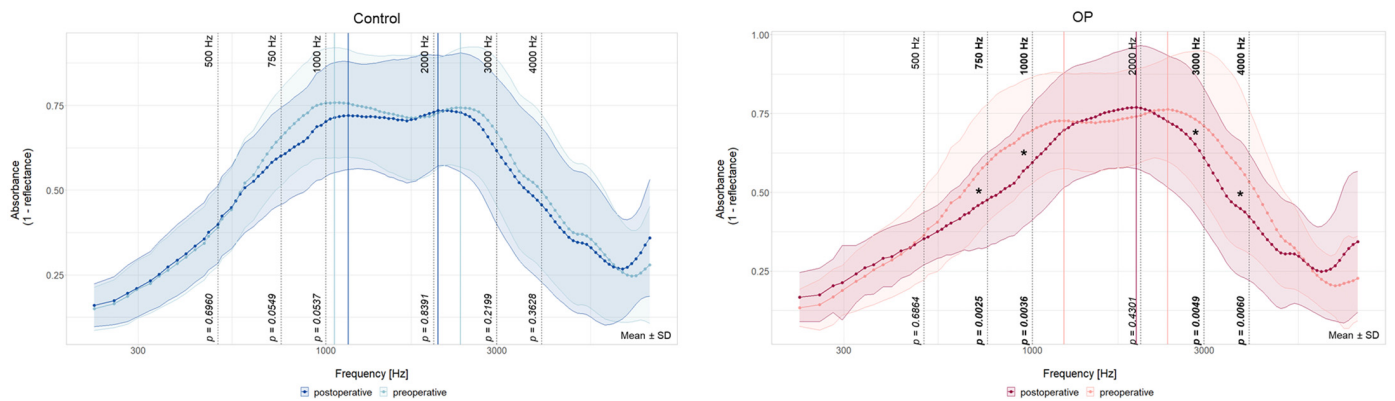 Control
500 Hz
750 Hz
1000 Hz
2000 Hz
3000 Hz
4000 Hz
0.75
0.50
0.25
Absorbance
(1 - reflectance)
p = 0.6960
p = 0.0549
p = 0.0537
p = 0.8391
p = 0.2199
p = 0.3628
Mean ± SD
300
1000
3000
Frequency [Hz]
postoperative preoperative
OP
1.00
500 Hz
750 Hz
1000 Hz
2000 Hz
3000 Hz
4000 Hz
0.75
0.50
0.25
Absorbance
(1 - reflectance)
*
*
*
*
p = 0.6864
p = 0.0025
p = 0.0036
p = 0.4301
p = 0.0049
p = 0.0060
Mean ± SD
300
1000
3000
Frequency [Hz]
postoperative preoperative